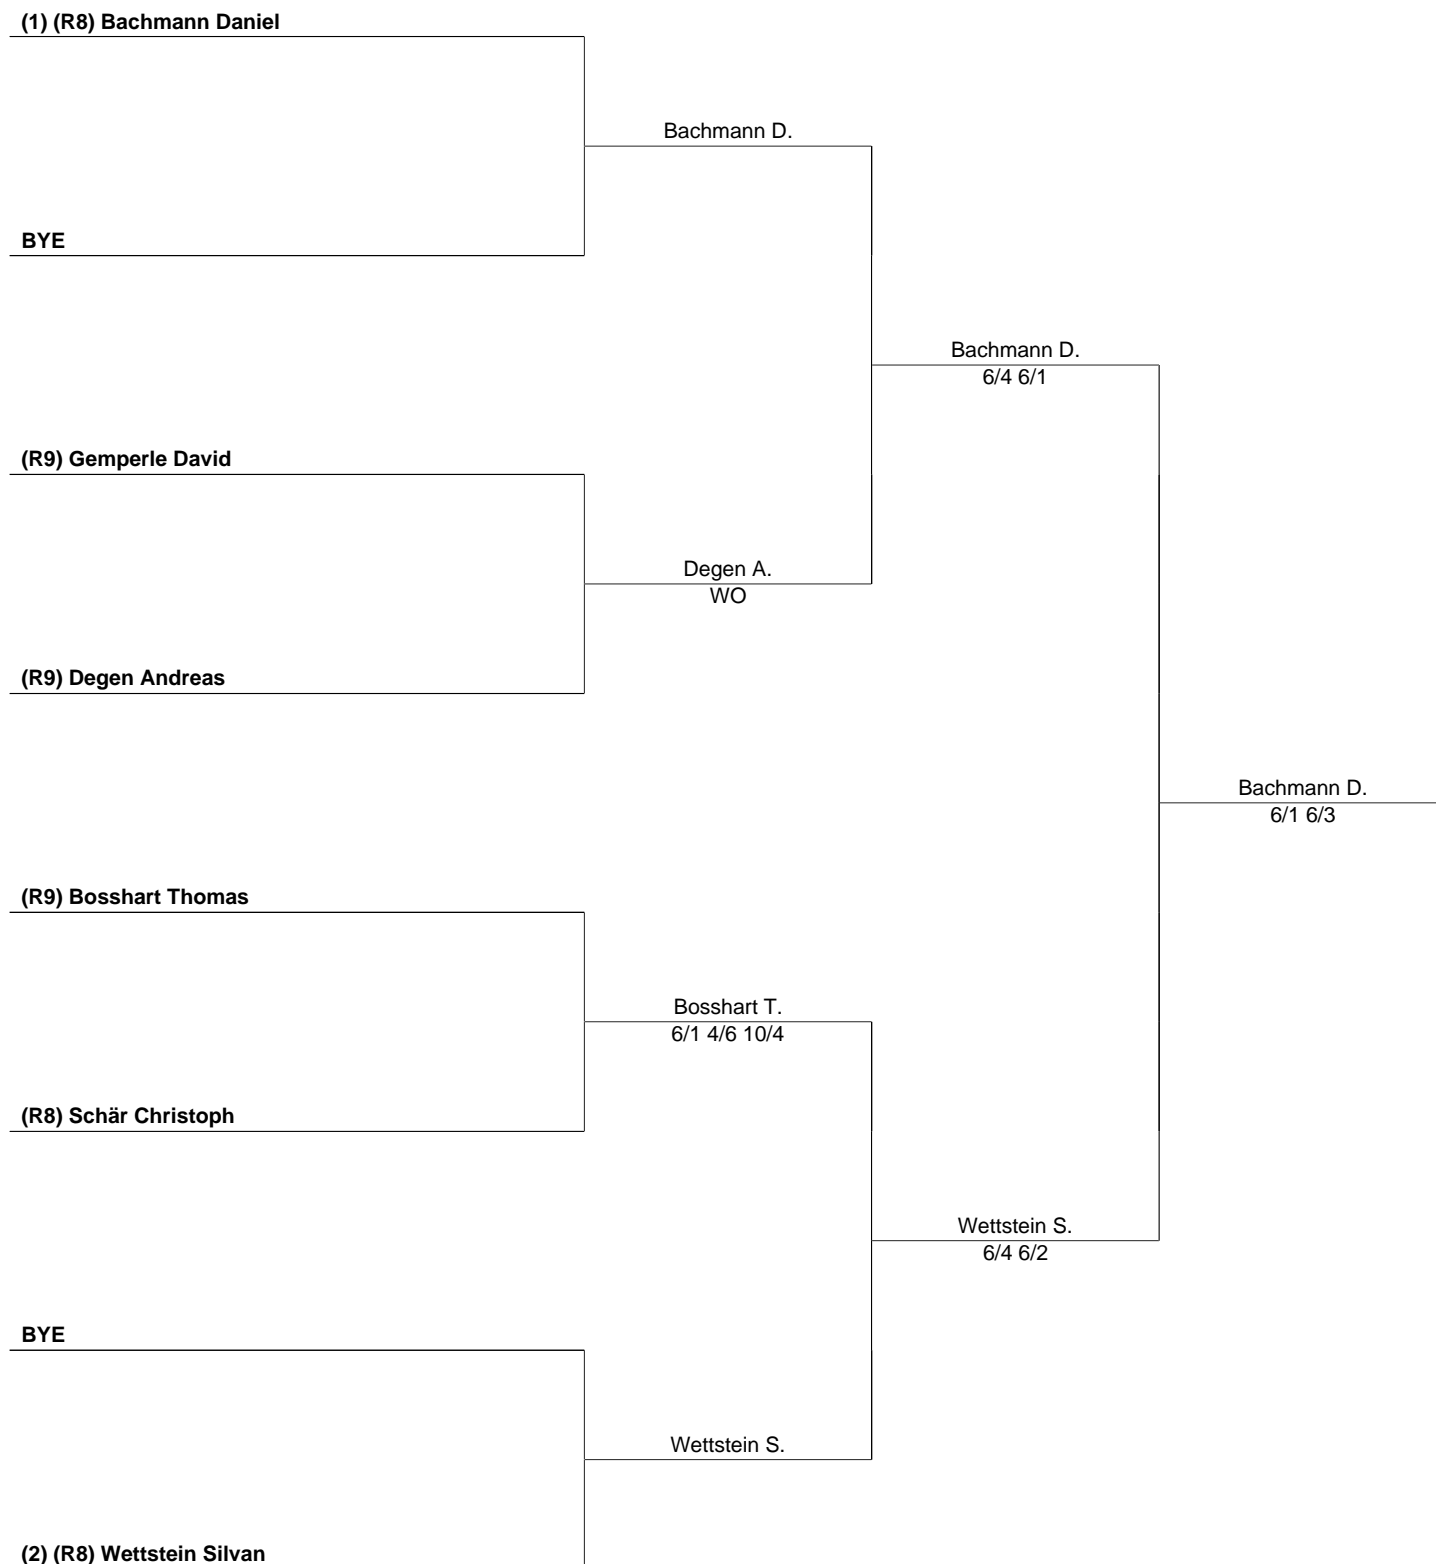 (1) (R8) Bachmann Daniel
Bachmann D.
BYE
Bachmann D.
6/4 6/1
(R9) Gemperle David
Degen A.
WO
(R9) Degen Andreas
Bachmann D.
6/1 6/3
(R9) Bosshart Thomas
Bosshart T.
6/1 4/6 10/4
(R8) Schär Christoph
Wettstein S.
6/4 6/2
BYE
Wettstein S.
(2) (R8) Wettstein Silvan